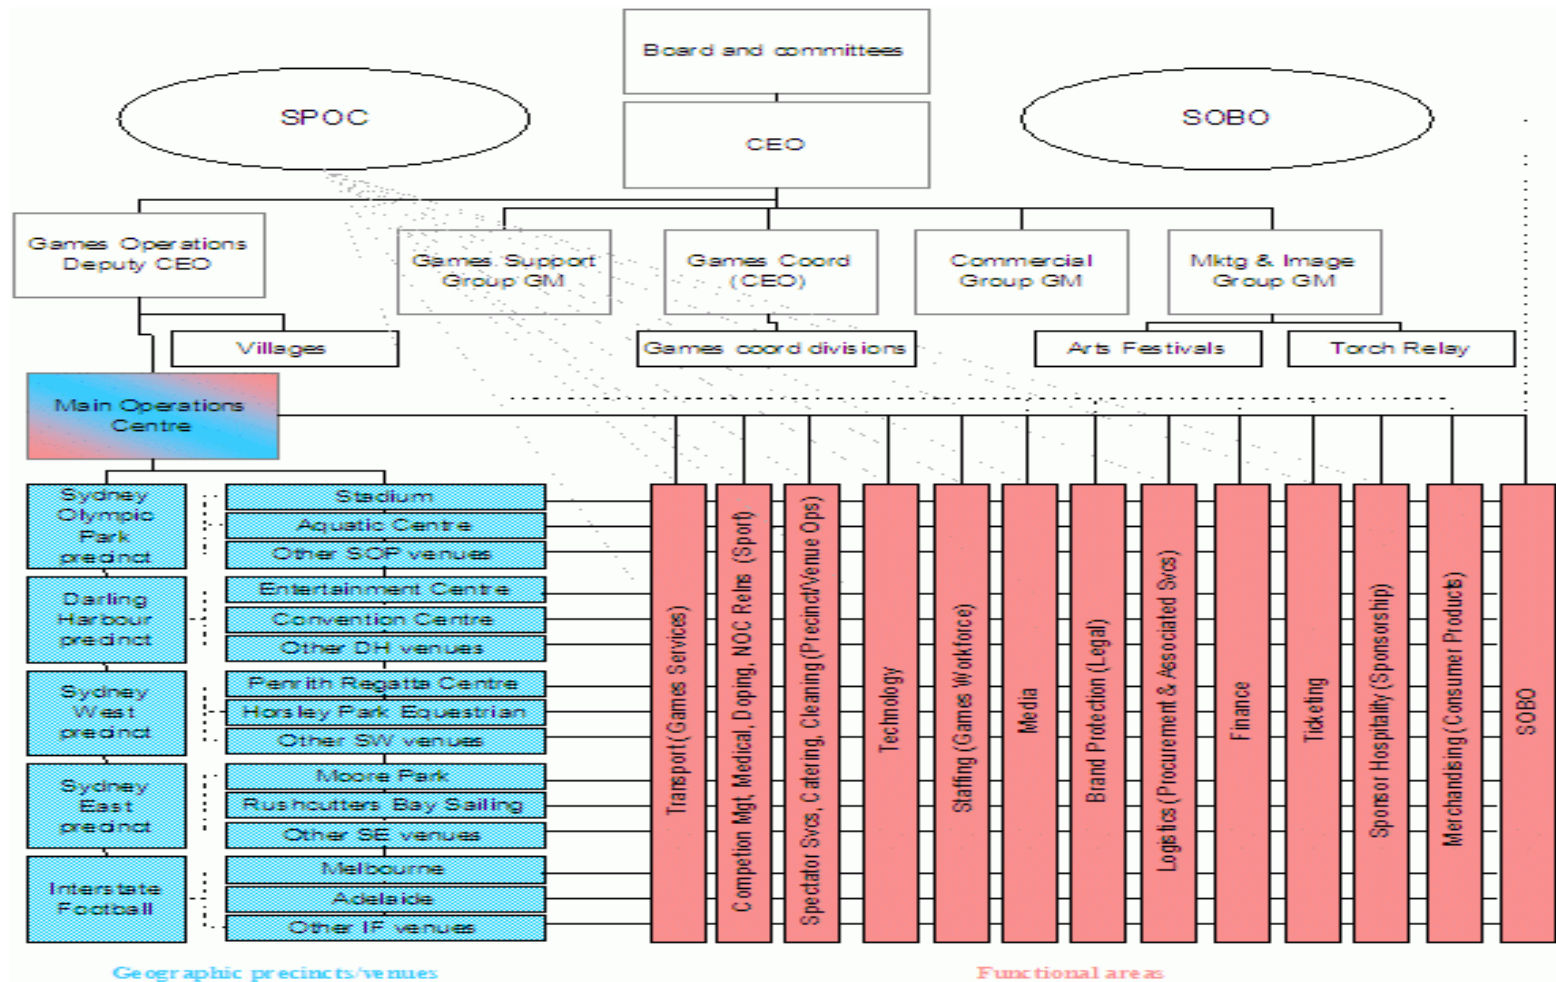 Board and committees
SPOC
CEO
SOBO
Games Operations
Deputy CEO
Games Support
Group GM
Games Coord
(CEO)
Commercial
Group GM
Mktg & Image
Group GM
Villages
Games coord divisions
Arts Festivals
Torch Relay
Main Operations
Centre
Sydney
Olympic
Park
precinct
Stadium
Aquatic Centre
Other SOP venues
Darling
Harbour
precinct
Entertainment Centre
Convention Centre
Other DH venues
Sydney
West
precinct
Penrith Regatta Centre
Horsley Park Equestrian
Other SW venues
Sydney
East
precinct
Moore Park
Rushcutters Bay Sailing
Other SE venues
Interstate
Football
Melbourne
Adelaide
Other IF venues
Transport (Games Services)
Competion Mgt, Medical, Doping, NOC Relns (Sport)
Spectator Svcs, Catering, Cleaning (Precinct/Venue Ops)
Technology
Staffing (Games Workforce)
Media
Brand Protection (Legal)
Logistics (Procurement & Associated Svcs)
Finance
Ticketing
Sponsor Hospitality (Sponsorship)
Merchandising (Consumer Products)
SOBO
Geographic precincts/venues
Functional areas